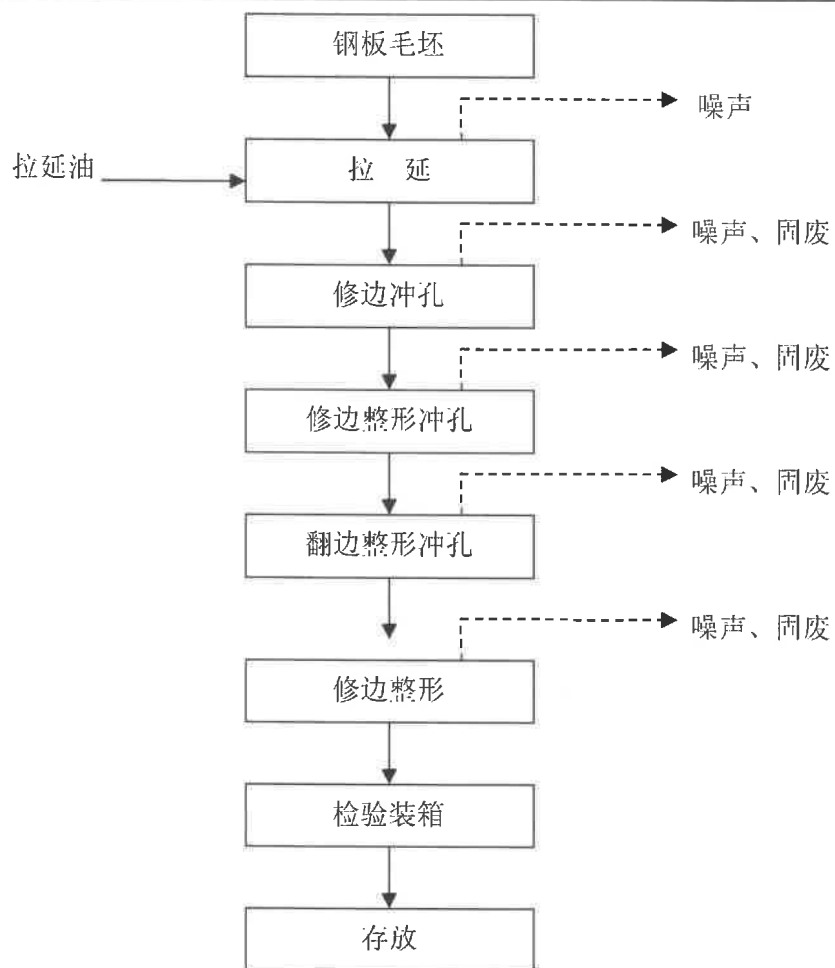 钢板毛坯
噪声
拉延油
拉 延
噪声、固废
修边冲孔
噪声、固废
修边整形冲孔
噪声、固废
翻边整形冲孔
噪声、固废
修边整形
检验装箱
存放